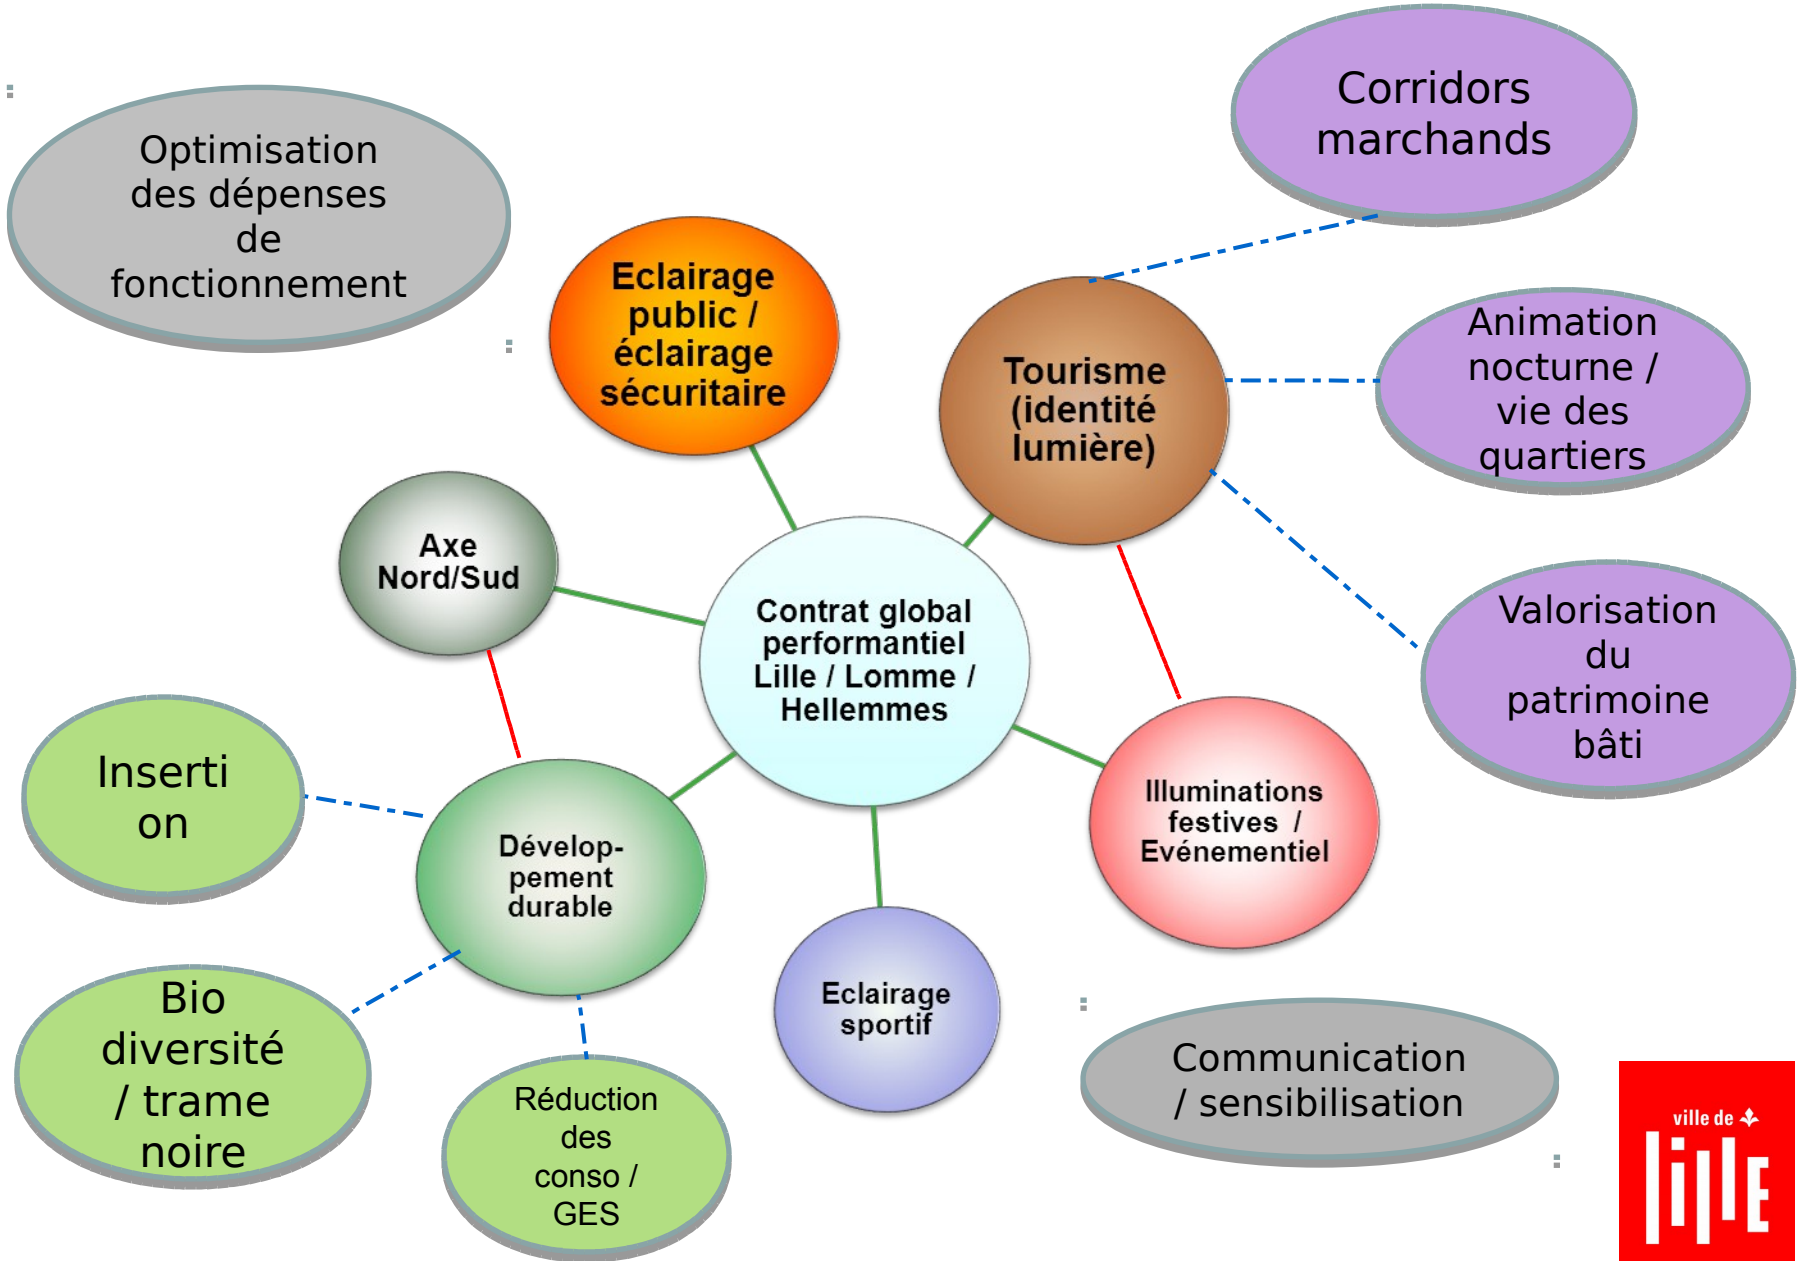 Corridors
marchands
Optimisation
des dépenses
de
fonctionnement
Eclairage
public /
éclairage
sécuritaire
Tourisme
(identité
lumière)
Animation
nocturne /
vie des
quartiers
Axe
Nord/Sud
Contrat global
performantiel
Lille / Lomme /
Hellemmes
Valorisation
du
patrimoine
bâti
Inserti
on
Dévelop-
pement
durable
Illuminations
festives /
Evénementiel
Bio
diversité
/ trame
noire
Eclairage
sportif
Réduction
des
conso /
GES
Communication
/ sensibilisation
ville de
lille